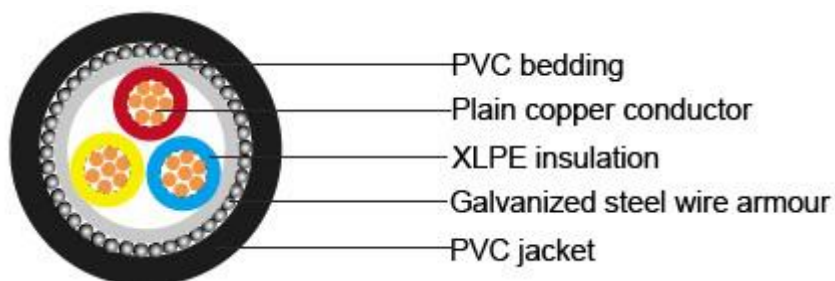 PVC bedding
Plain copper conductor
XLPE insulation
Galvanized steel wire armour
PVC jacket